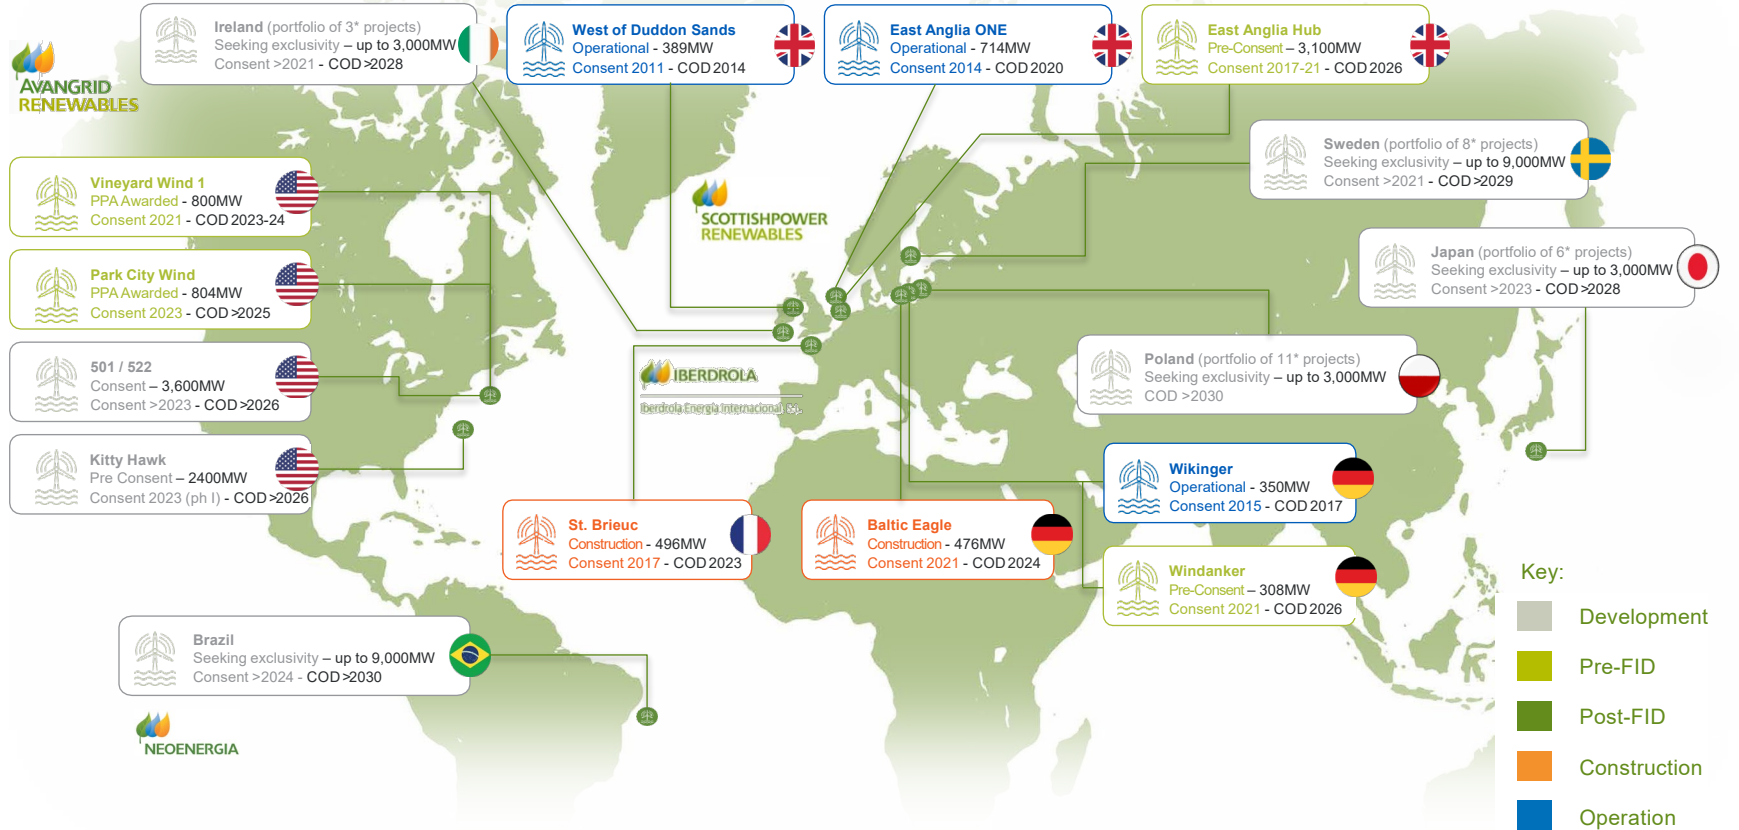 AVANGRID
RENEWABLES
Ireland (portfolio of 3* projects)
Seeking exclusivity – up to 3,000MW
Consent >2021 - COD >2028
West of Duddon Sands
Operational - 389MW
Consent 2011 - COD 2014
East Anglia ONE
Operational - 714MW
Consent 2014 - COD 2020
East Anglia Hub
Pre-Consent – 3,100MW
Consent 2017-21 - COD 2026
Sweden (portfolio of 8* projects)
Seeking exclusivity – up to 9,000MW
Consent >2021 - COD >2029
Vineyard Wind 1
PPA Awarded - 800MW
Consent 2021 - COD 2023-24
SCOTTISHPOWER
RENEWABLES
Japan (portfolio of 6* projects)
Seeking exclusivity – up to 3,000MW
Consent >2023 - COD >2028
Park City Wind
PPA Awarded - 804MW
Consent 2023 - COD >2025
501 / 522
Consent – 3,600MW
Consent >2023 - COD >2026
IBERDROLA
Iberdrola Energía Internacional
Poland (portfolio of 11* projects)
Seeking exclusivity – up to 3,000MW
COD >2030
Kitty Hawk
Pre Consent – 2400MW
Consent 2023 (ph I) - COD >2026
Wikinger
Operational - 350MW
Consent 2015 - COD 2017
St. Brieuc
Construction - 496MW
Consent 2017 - COD 2023
Baltic Eagle
Construction - 476MW
Consent 2021 - COD 2024
Windanker
Pre-Consent – 308MW
Consent 2021 - COD 2026
Brazil
Seeking exclusivity – up to 9,000MW
Consent >2024 - COD >2030
NEOENERGIA
Key:
Development
Pre-FID
Post-FID
Construction
Operation